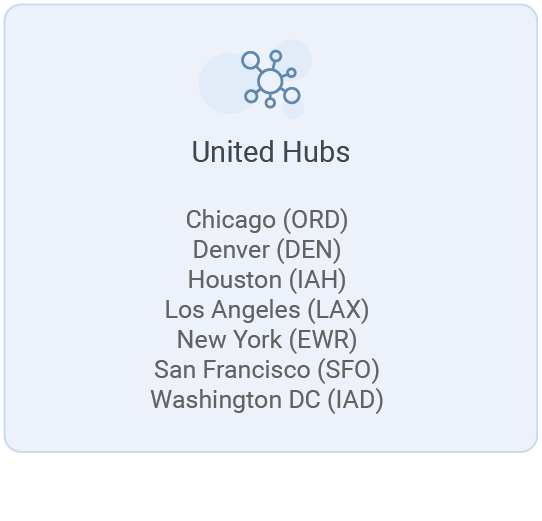 United Hubs
Chicago (ORD)
Denver (DEN)
Houston (IAH)
Los Angeles (LAX)
New York (EWR)
San Francisco (SFO)
Washington DC (IAD)